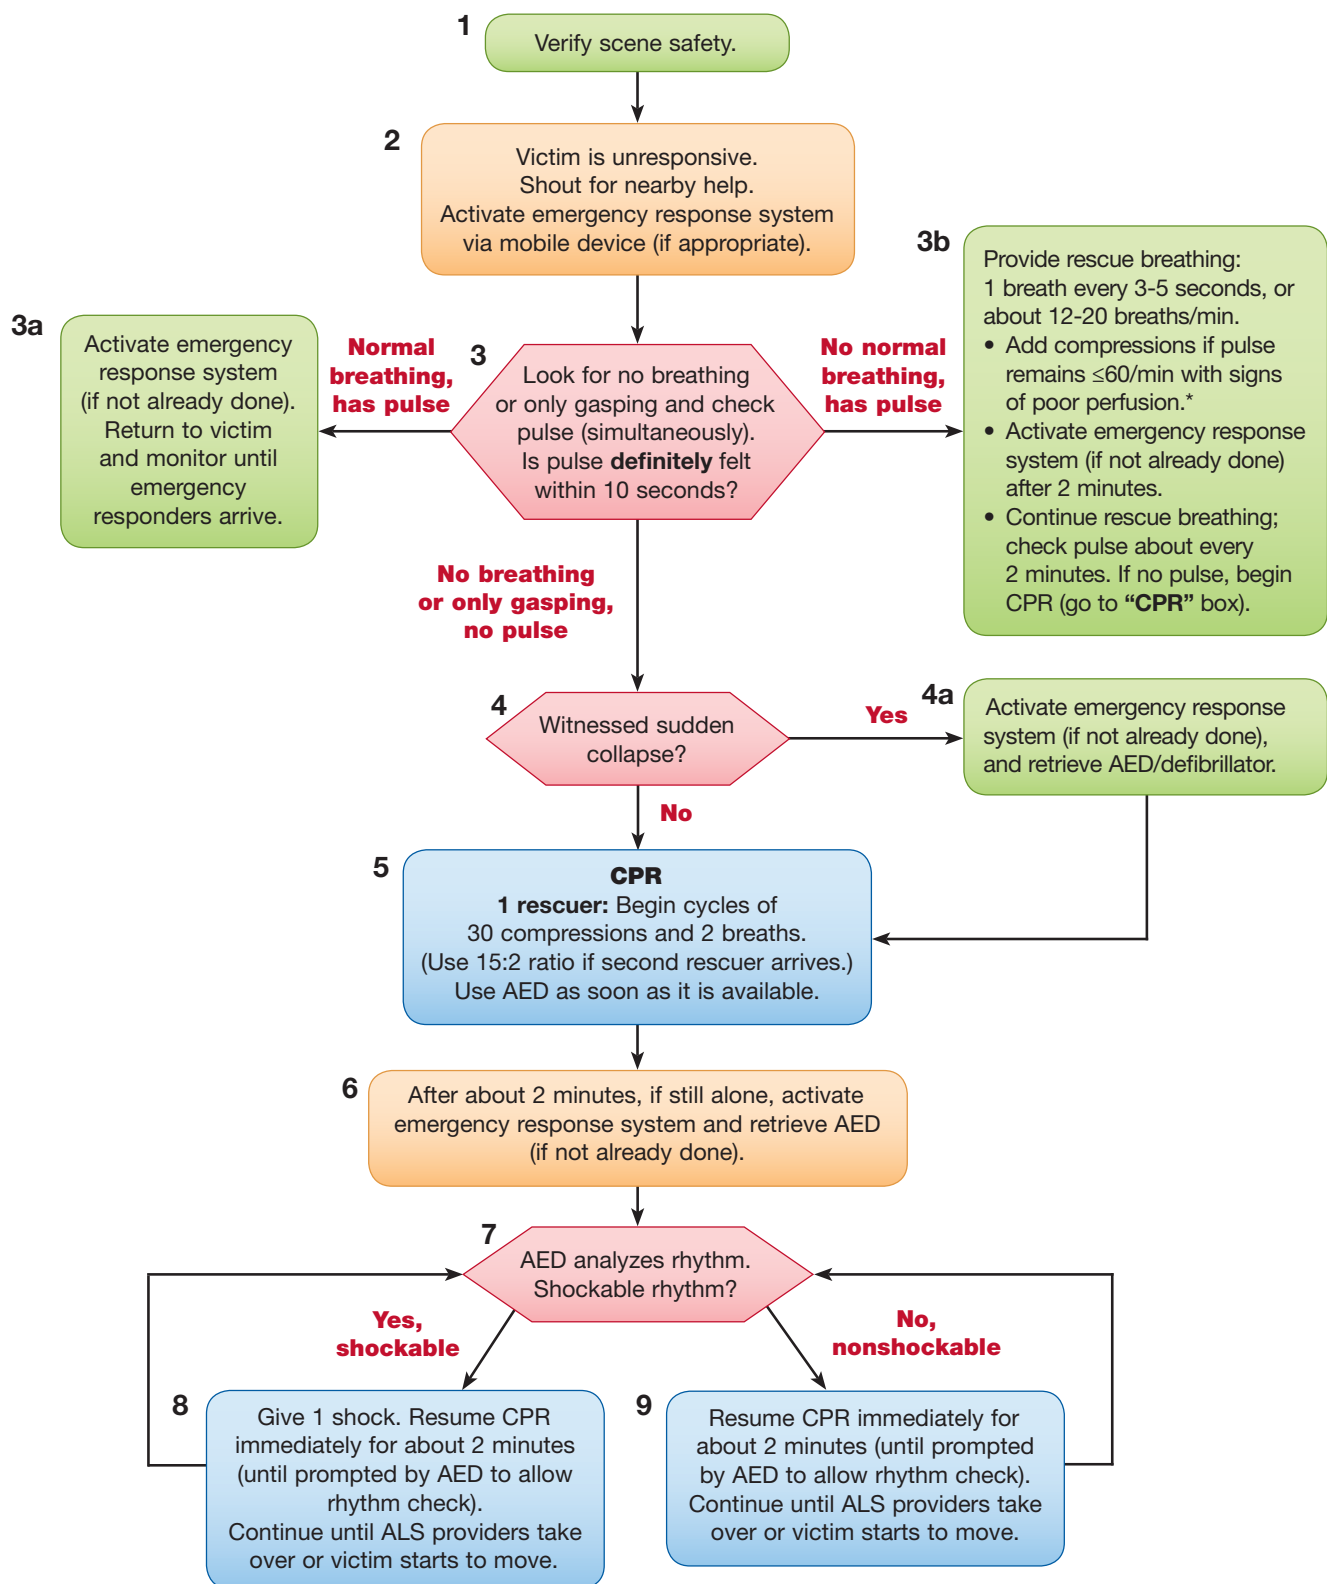 1
Verify scene safety.
2
Victim is unresponsive.
Shout for nearby help.
Activate emergency response system
via mobile device (if appropriate).
3b
Provide rescue breathing:
1 breath every 3-5 seconds, or
about 12-20 breaths/min.
• Add compressions if pulse
remains ≤60/min with signs
of poor perfusion.*
• Activate emergency response
system (if not already done)
after 2 minutes.
• Continue rescue breathing;
check pulse about every
2 minutes. If no pulse, begin
CPR (go to “CPR” box).
3a
Activate emergency
response system
(if not already done).
Return to victim
and monitor until
emergency
responders arrive.
Normal
breathing,
has pulse
3
Look for no breathing
or only gasping and check
pulse (simultaneously).
Is pulse definitely felt
within 10 seconds?
No normal
breathing,
has pulse
No breathing
or only gasping,
no pulse
4
Witnessed sudden
collapse?
Yes
4a
Activate emergency response
system (if not already done),
and retrieve AED/defibrillator.
No
5
CPR
1 rescuer: Begin cycles of
30 compressions and 2 breaths.
(Use 15:2 ratio if second rescuer arrives.)
Use AED as soon as it is available.
6
After about 2 minutes, if still alone, activate
emergency response system and retrieve AED
(if not already done).
7
AED analyzes rhythm.
Shockable rhythm?
Yes,
shockable
No,
nonshockable
8
Give 1 shock. Resume CPR
immediately for about 2 minutes
(until prompted by AED to allow
rhythm check).
Continue until ALS providers take
over or victim starts to move.
9
Resume CPR immediately for
about 2 minutes (until prompted
by AED to allow rhythm check).
Continue until ALS providers take
over or victim starts to move.